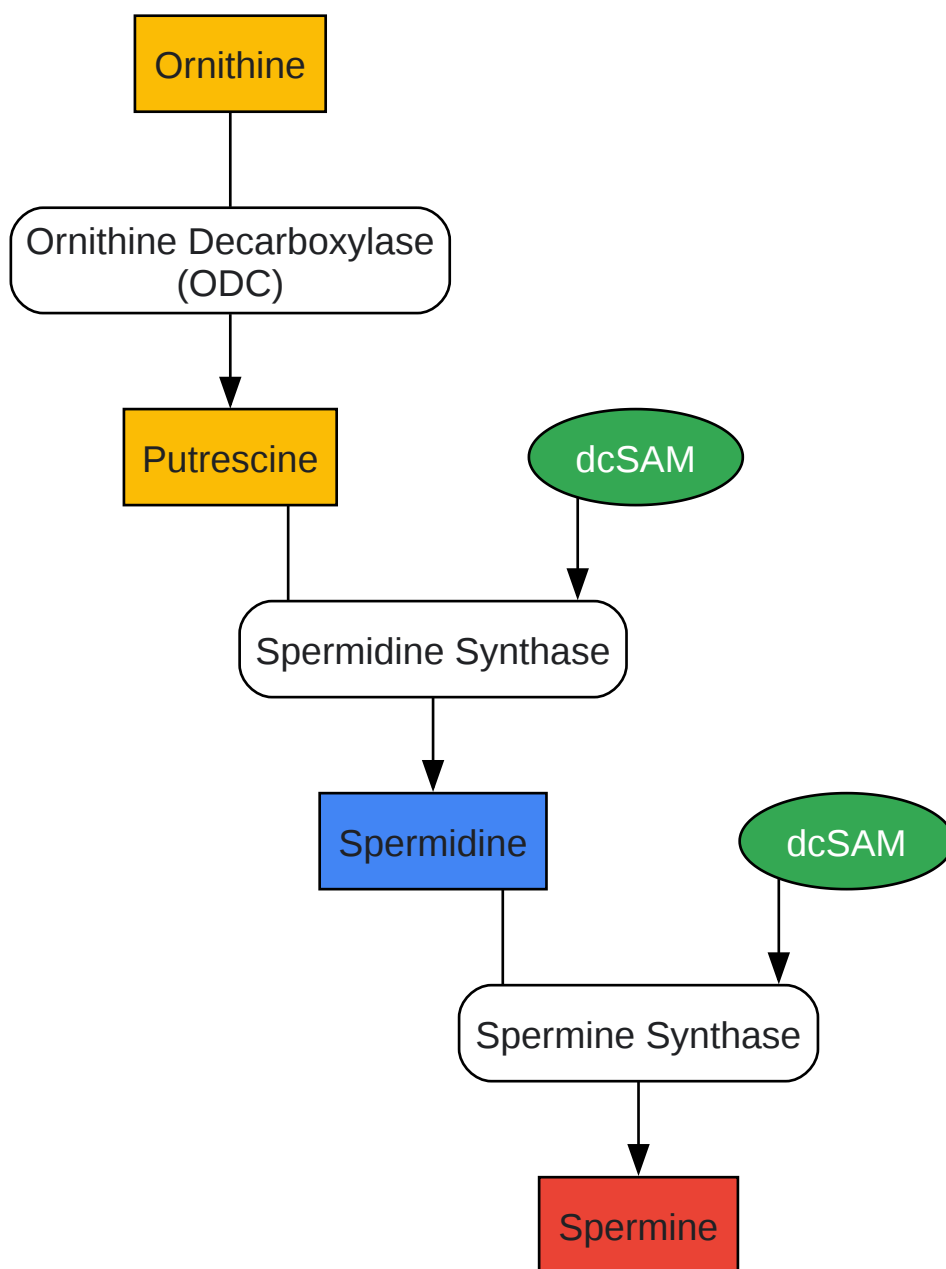 Ornithine
Ornithine Decarboxylase
(ODC)
Putrescine
dcSAM
Spermidine Synthase
Spermidine
dcSAM
Spermine Synthase
Spermine